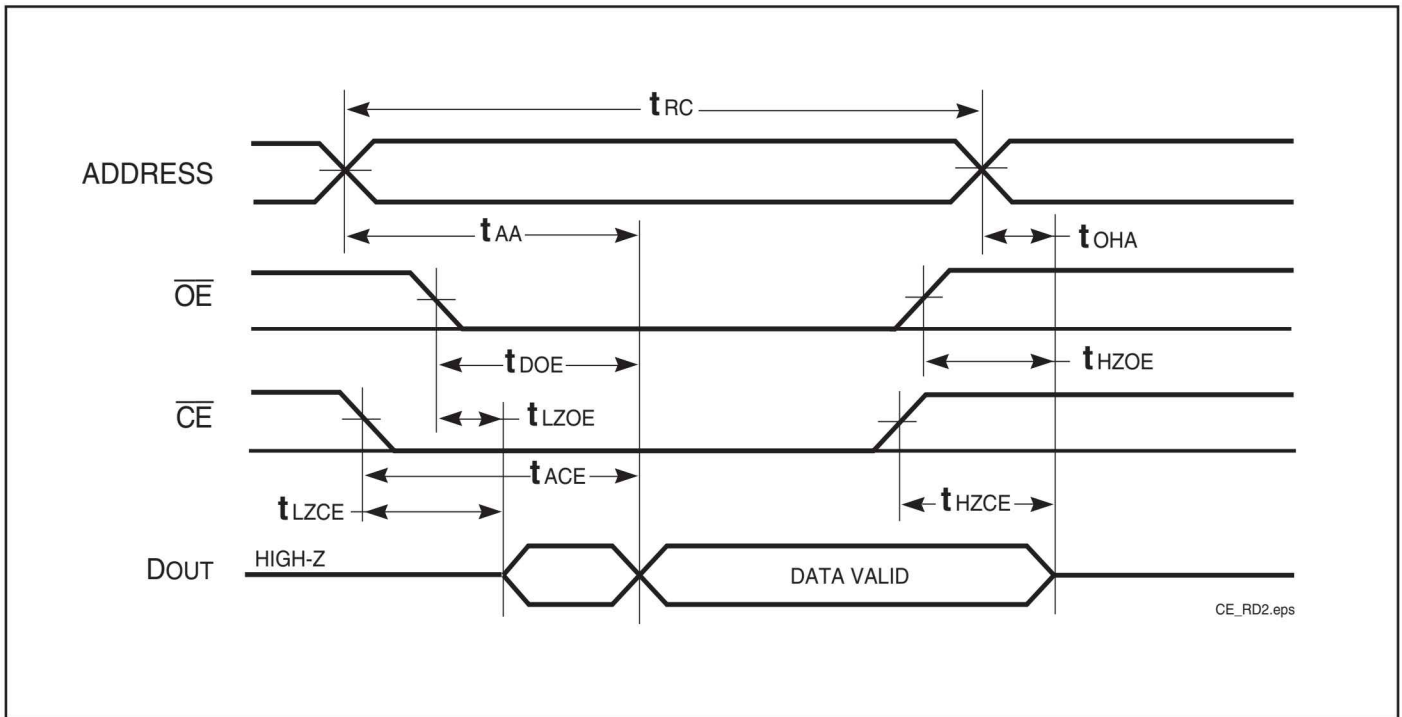 tRC
ADDRESS
tAA
tOHA
OE
tDOE
tHZOE
CE
tLZOE
tACE
tLZCE
tHZCE
DOUT
HIGH-Z
DATA VALID
CE_RD2.eps